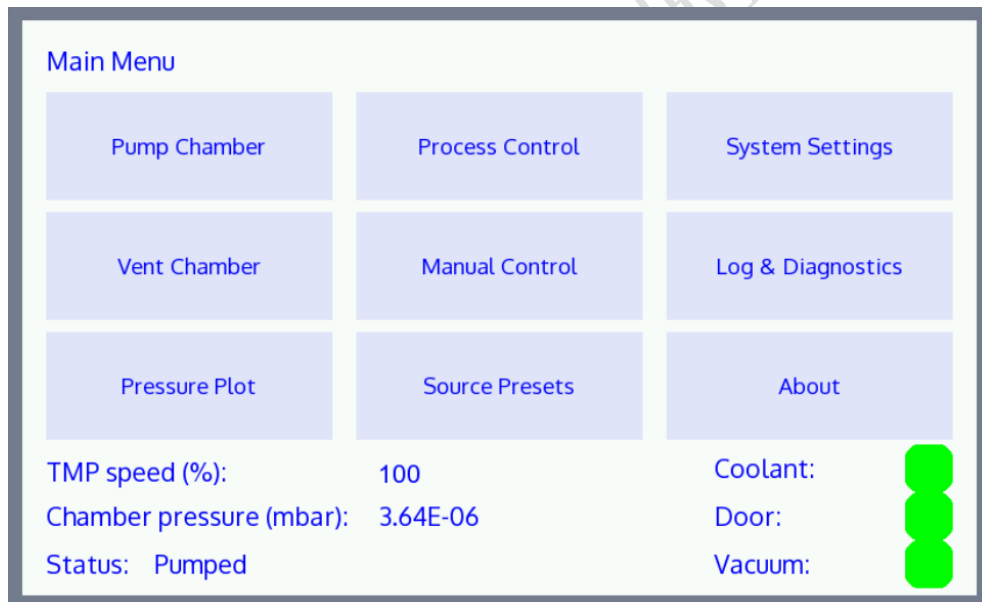 Main Menu
Pump Chamber
Process Control
System Settings
Vent Chamber
Manual Control
Log & Diagnostics
Pressure Plot
Source Presets
About
TMP speed (%): 100
Coolant:
Chamber pressure (mbar): 3.64E-06
Door:
Status: Pumped
Vacuum: